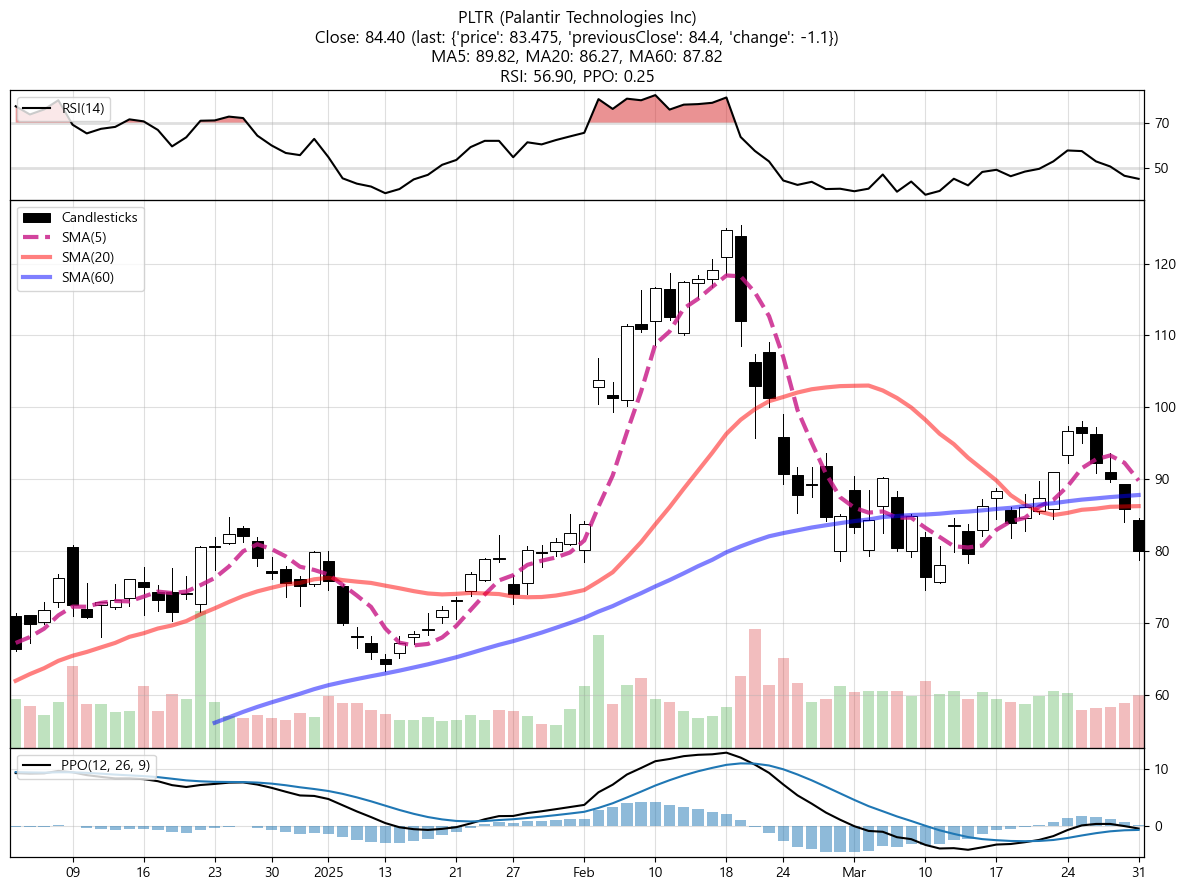 PLTR (Palantir Technologies Inc)
Close: 84.40 (last: {'price': 83.475, 'previousClose': 84.4, 'change': -1.1})
MA5: 89.82, MA20: 86.27, MA60: 87.82
RSI: 56.90, PPO: 0.25
RSI(14)
70
50
Candlesticks
SMA(5)
SMA(20)
SMA(60)
120
110
100
90
80
70
60
PPO(12, 26, 9)
10
0
09 16 23 30 2025 13 21 27 Feb 10 18 24 Mar 10 17 24 31